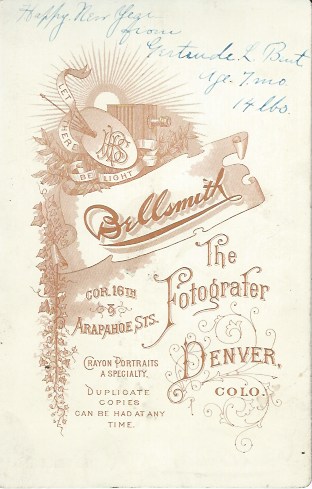 Happy New Year
from
Gertrude L. Burt
age 7 mo.
14 lbs.
LET THERE
BE LIGHT
Bellsmith
The
Fotografer
COR. 16TH
&
ARAPAHOE STS.
DENVER,
COLO.
CRAYON PORTRAITS
A SPECIALTY.
DUPLICATE
COPIES
CAN BE HAD AT ANY
TIME.